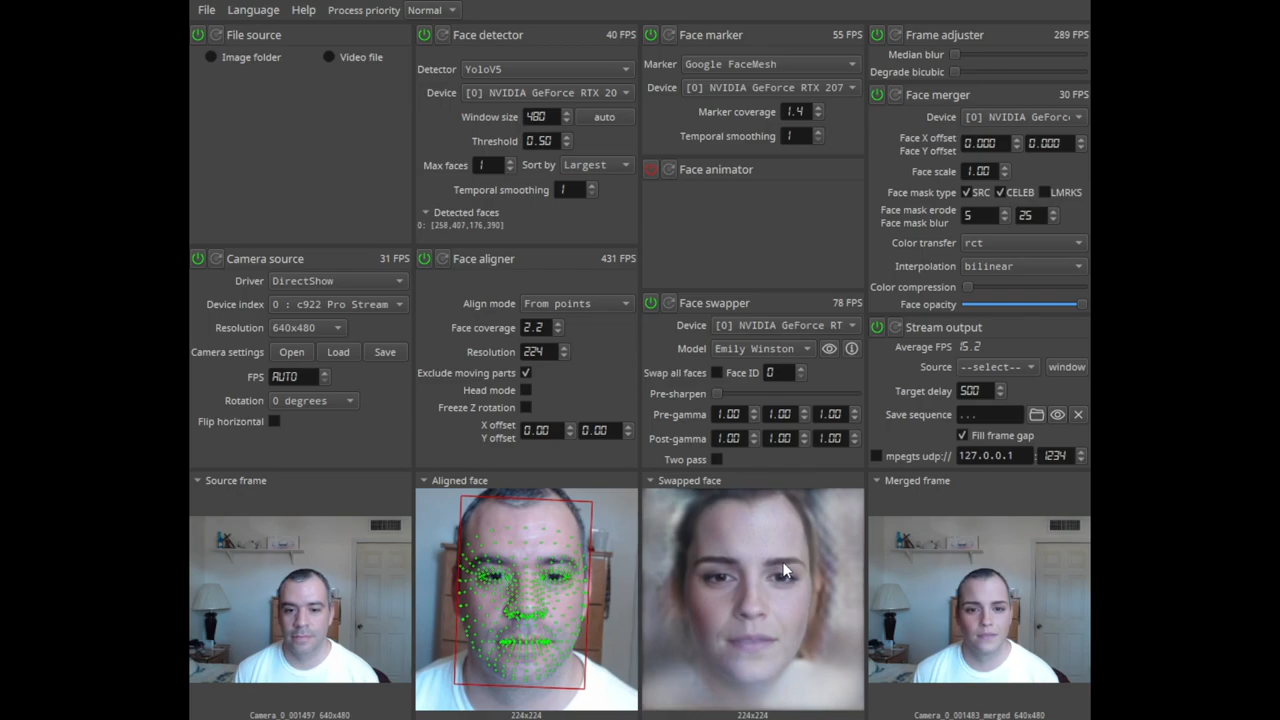 File Language Help Process priority Normal
File source
Image folder Video file
Camera source 31 FPS
Driver DirectShow
Device index 0 : c922 Pro Stream
Resolution 640x480
Camera settings Open Load Save
FPS AUTO
Rotation 0 degrees
Flip horizontal
Source frame
Camera_0_001497 640x480
Face detector 40 FPS
Detector YoloV5
Device [0] NVIDIA GeForce RTX 20
Window size 480 auto
Threshold 0.50
Max faces 1 Sort by Largest
Temporal smoothing 1
Detected faces
0: [258,407,176,390]
Face aligner 431 FPS
Align mode From points
Face coverage 2.2
Resolution 224
Exclude moving parts
Head mode
Freeze Z rotation
X offset
Y offset
0.00 0.00
Aligned face
224x224
Face marker 55 FPS
Marker Google FaceMesh
Device [0] NVIDIA GeForce RTX 207
Marker coverage 1.4
Temporal smoothing 1
Face animator
Face swapper 78 FPS
Device [0] NVIDIA GeForce RT
Model Emily Winston
Swap all faces Face ID 0
Pre-sharpen
Pre-gamma 1.00 1.00 1.00
Post-gamma 1.00 1.00 1.00
Two pass
Swapped face
224x224
Frame adjuster 289 FPS
Median blur
Degrade bicubic
Face merger 30 FPS
Device [0] NVIDIA GeForc
Face X offset
Face Y offset
0.000 0.000
Face scale 1.00
Face mask type SRC CELEB LMRKS
Face mask erode
Face mask blur
5 25
Color transfer rct
Interpolation bilinear
Color compression
Face opacity
Stream output
Average FPS 15.2
Source --select-- window
Target delay 500
Save sequence ...
Fill frame gap
mpegts udp:// 127.0.0.1 : 1234
Merged frame
Camera_0_001483_merged 640x480